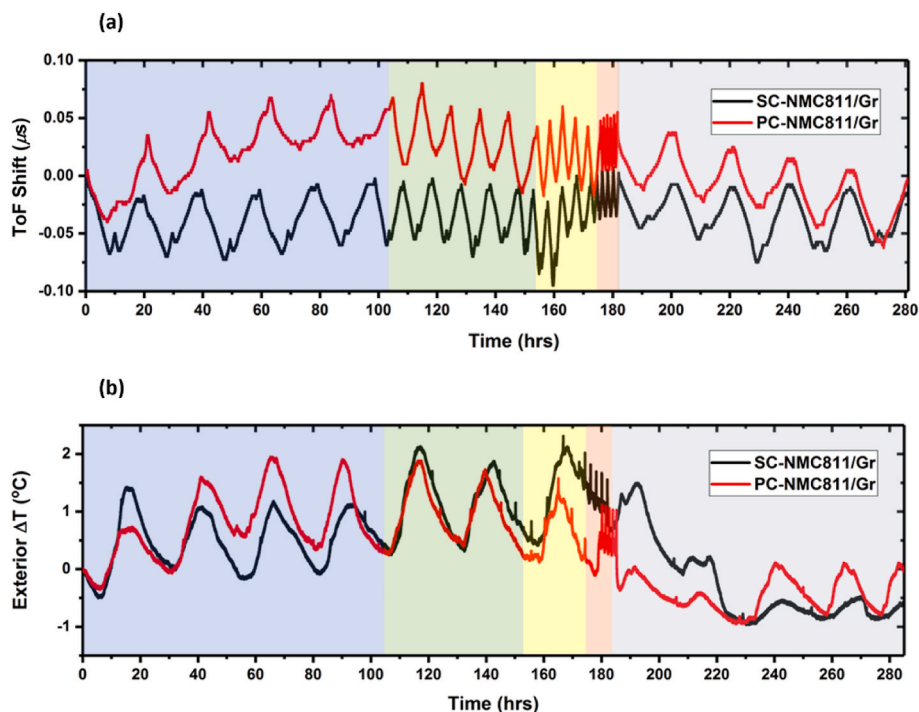 (a)
0.10
0.05
0.00
-0.05
-0.10
ToF Shift (μs)
SC-NMC811/Gr
PC-NMC811/Gr
0 20 40 60 80 100 120 140 160 180 200 220 240 260 280
Time (hrs)
(b)
2
1
0
-1
Exterior ΔT (ºC)
SC-NMC811/Gr
PC-NMC811/Gr
0 20 40 60 80 100 120 140 160 180 200 220 240 260 280
Time (hrs)